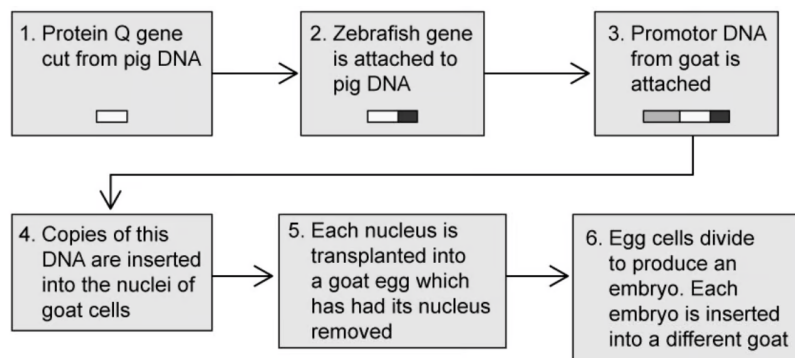 1. Protein Q gene
cut from pig DNA
2. Zebrafish gene
is attached to
pig DNA
3. Promotor DNA
from goat is
attached
4. Copies of this
DNA are inserted
into the nuclei of
goat cells
5. Each nucleus is
transplanted into
a goat egg which
has had its nucleus
removed
6. Egg cells divide
to produce an
embryo. Each
embryo is inserted
into a different goat